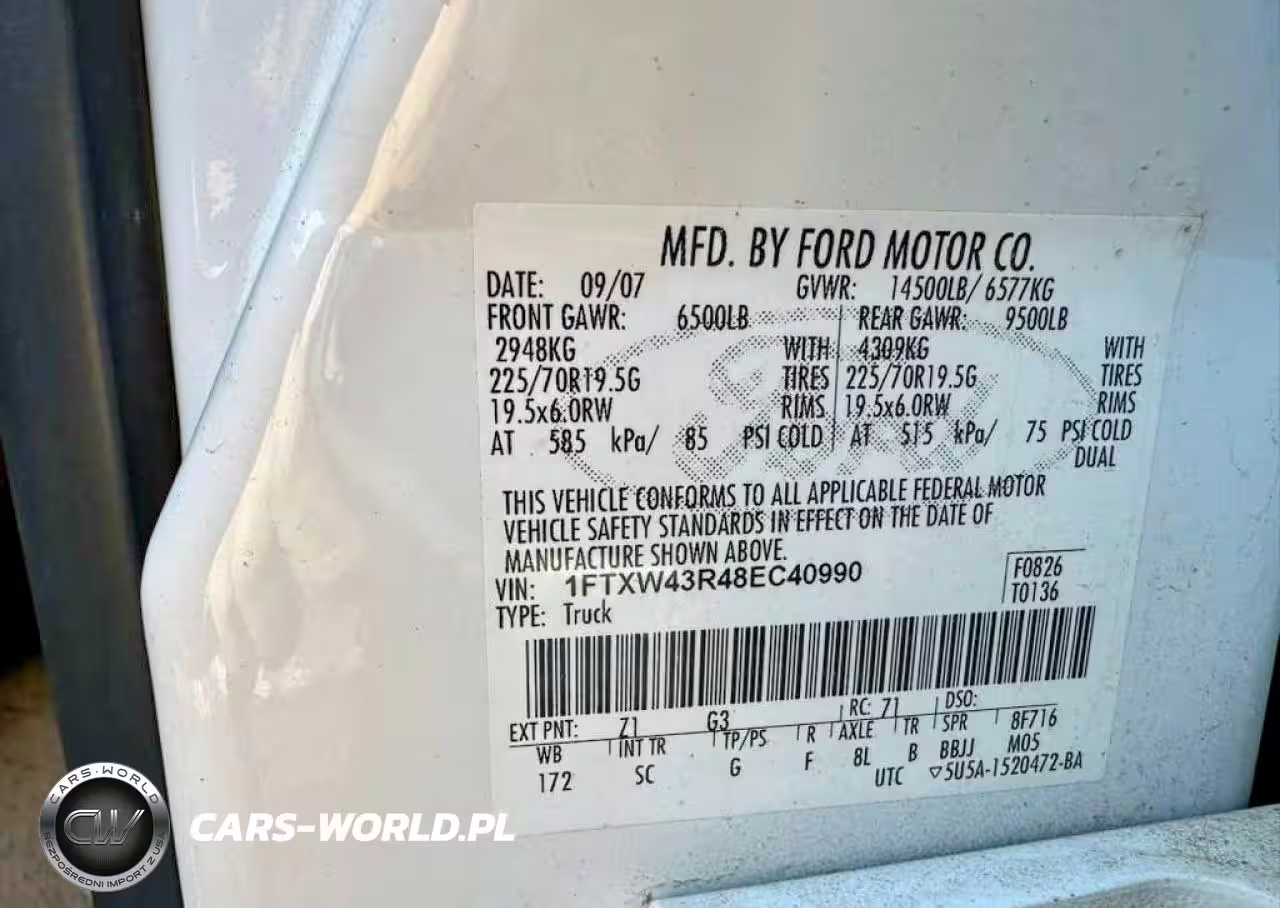 MFD. BY FORD MOTOR CO.
DATE: 09/07 GVWR: 14500LB/ 6577KG
FRONT GAWR: 6500LB REAR GAWR: 9500LB
2948KG WITH 4309KG WITH
225/70R19.5G TIRES 225/70R19.5G TIRES
19.5x6.0RW RIMS 19.5x6.0RW RIMS
AT 585 kPa/ 85 PSI COLD AT 515 kPa/ 75 PSI COLD
DUAL
THIS VEHICLE CONFORMS TO ALL APPLICABLE FEDERAL MOTOR
VEHICLE SAFETY STANDARDS IN EFFECT ON THE DATE OF
MANUFACTURE SHOWN ABOVE.
VIN: 1FTXW43R48EC40990 F0826
TYPE: Truck T0136
EXT PNT: Z1 G3 RC: 71 DSO:
WB INT TR TP/PS R AXLE TR SPR 8F716
172 SC G F 8L B BBJJ M05
UTC ▽5U5A-1520472-BA
CARS-WORLD
CW
BEZPOŚREDNI IMPORT Z USA
CARS-WORLD.PL